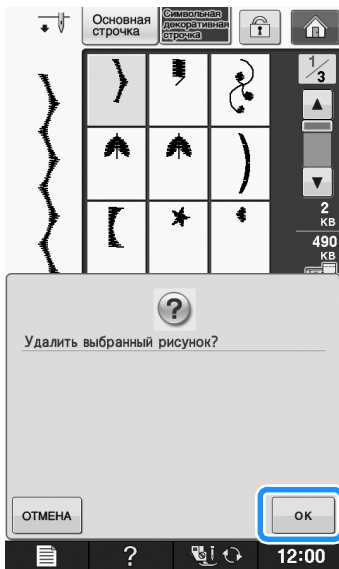 Основная
строчка
Символьная
декоративная
строчка
1/3
2
КВ
490
КВ
Удалить выбранный рисунок?
ОТМЕНА
ОК
?
12:00